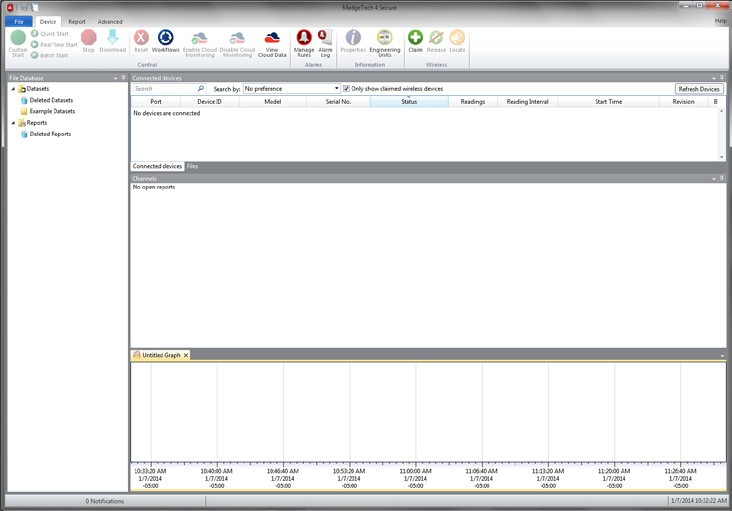 MadgeTech 4 Secure
File Device Report Advanced Help
Custom Start
Quick Start
Real Time Start
Batch Start
Stop
Download
Reset
Workflows
Enable Cloud Monitoring
Disable Cloud Monitoring
View Cloud Data
Manage Rules
Alarm Log
Properties
Engineering Units
Claim
Release
Locate
Control Alarms Information Wireless
File Database
Datasets
Deleted Datasets
Example Datasets
Reports
Deleted Reports
Connected devices
Search Search by: No preference Only show claimed wireless devices Refresh Devices
Port Device ID Model Serial No. Status Readings Reading Interval Start Time Revision B
No devices are connected
Connected devices Files
Channels
No open reports
Untitled Graph
10:33:20 AM 10:40:00 AM 10:46:40 AM 10:53:20 AM 11:00:00 AM 11:06:40 AM 11:13:20 AM 11:20:00 AM 11:26:40 AM
1/7/2014 1/7/2014 1/7/2014 1/7/2014 1/7/2014 1/7/2014 1/7/2014 1/7/2014 1/7/2014
-05:00 -05:00 -05:00 -05:00 -05:00 -05:00 -05:00 -05:00 -05:00
0 Notifications 1/7/2014 10:32:22 AM